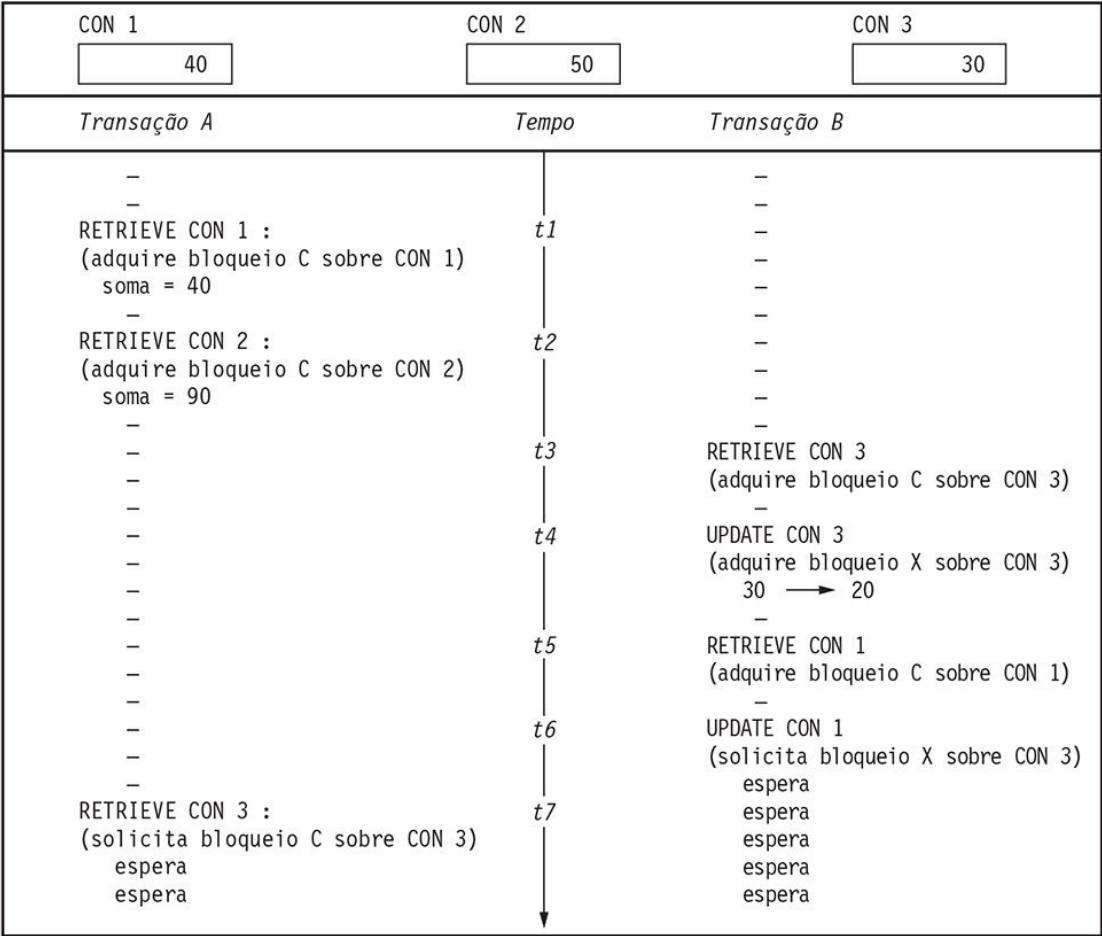 CON 1 CON 2 CON 3
40 50 30
Transação A Tempo Transação B
– –
– –
RETRIEVE CON 1 : t1 –
(adquire bloqueio C sobre CON 1) –
soma = 40 –
– –
RETRIEVE CON 2 : t2 –
(adquire bloqueio C sobre CON 2) –
soma = 90 –
– –
– t3 RETRIEVE CON 3
– (adquire bloqueio C sobre CON 3)
– –
– t4 UPDATE CON 3
– (adquire bloqueio X sobre CON 3)
– 30 → 20
– –
– t5 RETRIEVE CON 1
– (adquire bloqueio C sobre CON 1)
– –
– t6 UPDATE CON 1
– (solicita bloqueio X sobre CON 3)
– espera
RETRIEVE CON 3 : t7 espera
(solicita bloqueio C sobre CON 3) espera
espera espera
espera espera